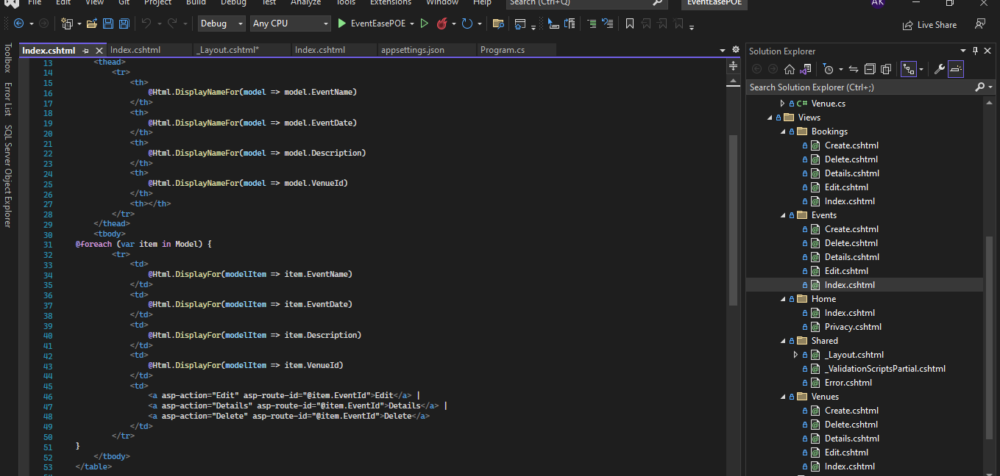 File Edit View Git Project Build Debug Test Analyze Tools Extensions Window Help Search (Ctrl+Q) EventEasePOE AK
Debug Any CPU EventEasePOE Live Share
Toolbox
Error List
SQL Server Object Explorer
Index.cshtml Index.cshtml _Layout.cshtml* Index.cshtml appsettings.json Program.cs
13 <thead>
14 <tr>
15 <th>
16 @Html.DisplayNameFor(model => model.EventName)
17 </th>
18 <th>
19 @Html.DisplayNameFor(model => model.EventDate)
20 </th>
21 <th>
22 @Html.DisplayNameFor(model => model.Description)
23 </th>
24 <th>
25 @Html.DisplayNameFor(model => model.VenueId)
26 </th>
27 <th></th>
28 </tr>
29 </thead>
30 <tbody>
31 @foreach (var item in Model) {
32 <tr>
33 <td>
34 @Html.DisplayFor(modelItem => item.EventName)
35 </td>
36 <td>
37 @Html.DisplayFor(modelItem => item.EventDate)
38 </td>
39 <td>
40 @Html.DisplayFor(modelItem => item.Description)
41 </td>
42 <td>
43 @Html.DisplayFor(modelItem => item.VenueId)
44 </td>
45 <td>
46 <a asp-action="Edit" asp-route-id="@item.EventId">Edit</a> |
47 <a asp-action="Details" asp-route-id="@item.EventId">Details</a> |
48 <a asp-action="Delete" asp-route-id="@item.EventId">Delete</a>
49 </td>
50 </tr>
51 }
52 </tbody>
53 </table>
Solution Explorer
Search Solution Explorer (Ctrl+;)
C# Venue.cs
Views
Bookings
Create.cshtml
Delete.cshtml
Details.cshtml
Edit.cshtml
Index.cshtml
Events
Create.cshtml
Delete.cshtml
Details.cshtml
Edit.cshtml
Index.cshtml
Home
Index.cshtml
Privacy.cshtml
Shared
_Layout.cshtml
_ValidationScriptsPartial.cshtml
Error.cshtml
Venues
Create.cshtml
Delete.cshtml
Details.cshtml
Edit.cshtml
Index.cshtml